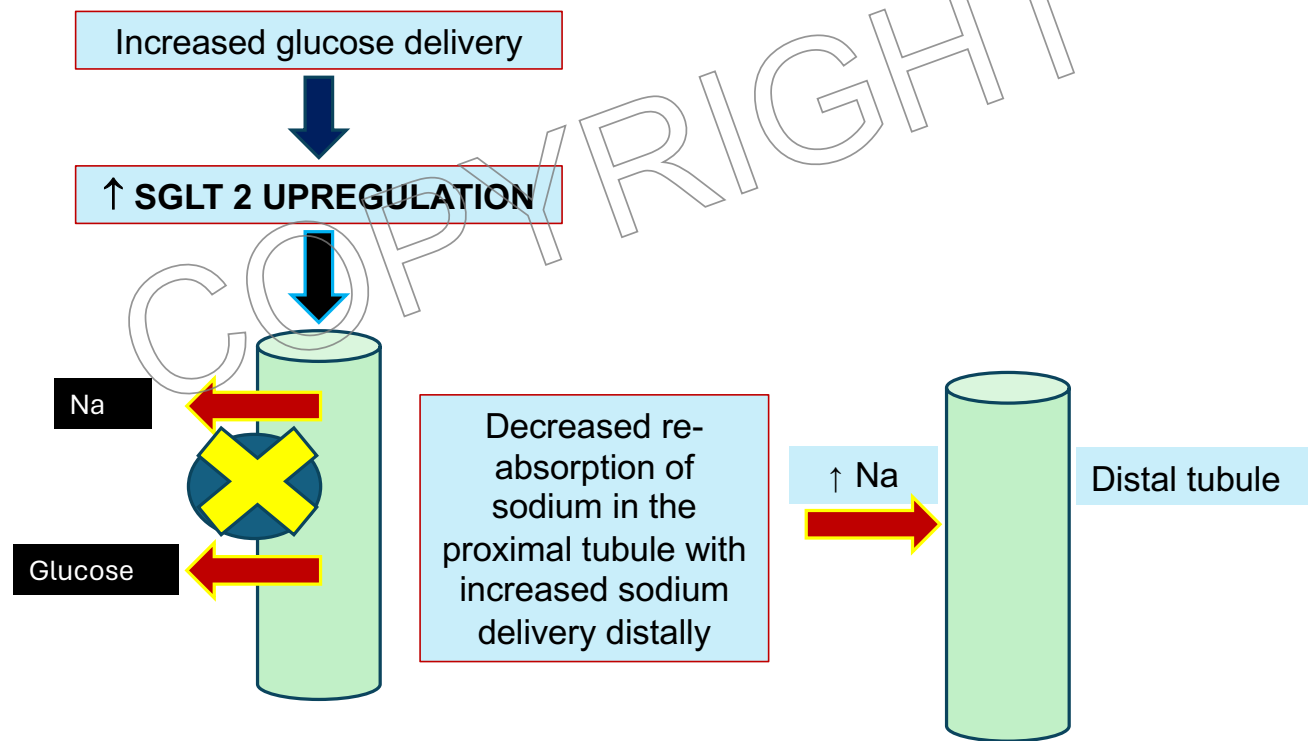 Increased glucose delivery
↑ SGLT 2 UPREGULATION
COPYRIGHT
Na
Glucose
Decreased re-
absorption of
sodium in the
proximal tubule with
increased sodium
delivery distally
↑ Na
Distal tubule